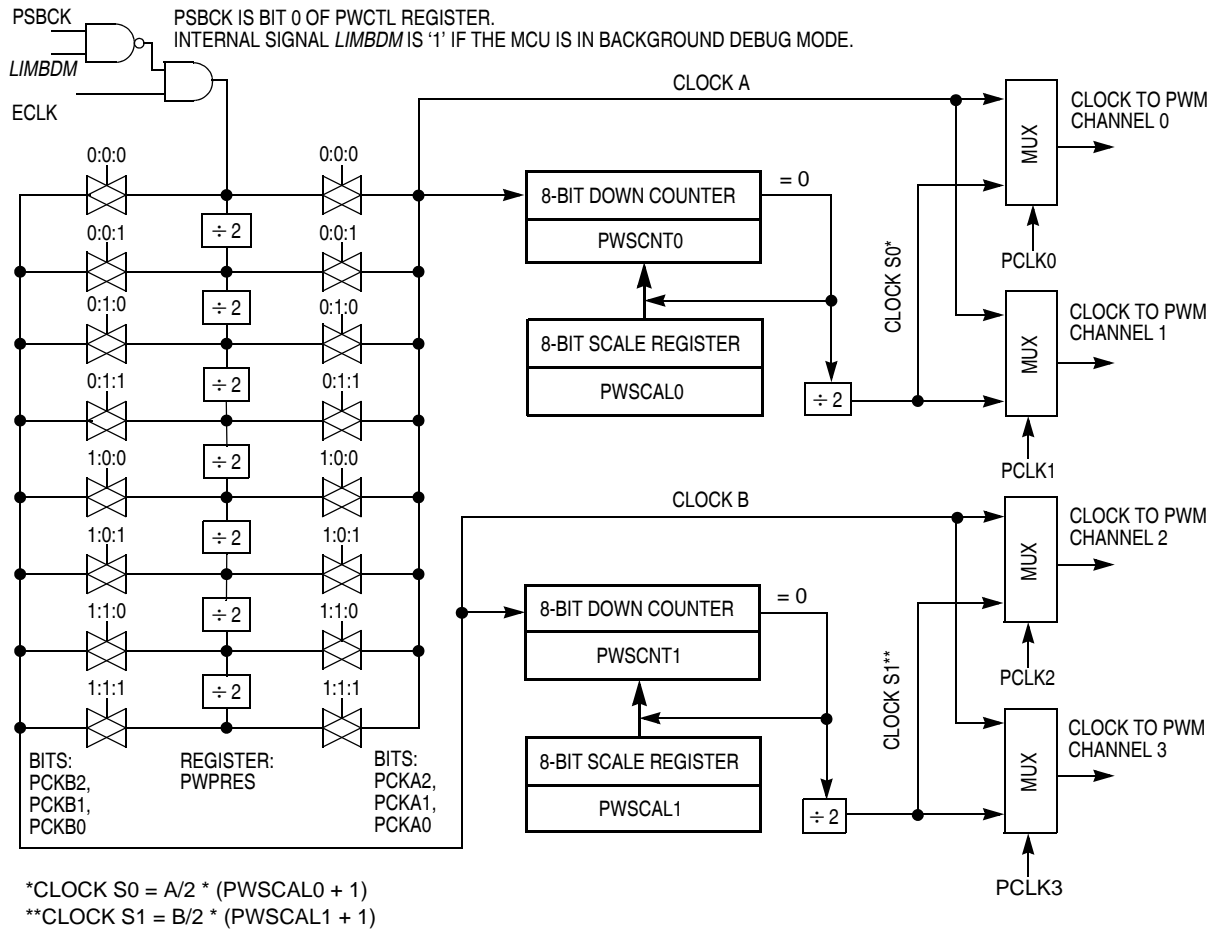 PSBCK
PSBCK IS BIT 0 OF PWCTL REGISTER.
INTERNAL SIGNAL LIMBDM IS ‘1’ IF THE MCU IS IN BACKGROUND DEBUG MODE.
LIMBDM
ECLK
CLOCK A
CLOCK TO PWM
CHANNEL 0
MUX
PCLK0
0:0:0
0:0:0
÷ 2
0:0:1
0:0:1
÷ 2
0:1:0
0:1:0
÷ 2
0:1:1
0:1:1
÷ 2
1:0:0
1:0:0
÷ 2
1:0:1
1:0:1
÷ 2
1:1:0
1:1:0
÷ 2
1:1:1
1:1:1
BITS:
PCKB2,
PCKB1,
PCKB0
REGISTER:
PWPRES
BITS:
PCKA2,
PCKA1,
PCKA0
8-BIT DOWN COUNTER
= 0
PWSCNT0
8-BIT SCALE REGISTER
PWSCAL0
÷ 2
CLOCK S0*
CLOCK TO PWM
CHANNEL 1
MUX
PCLK1
CLOCK B
CLOCK TO PWM
CHANNEL 2
MUX
PCLK2
8-BIT DOWN COUNTER
= 0
PWSCNT1
8-BIT SCALE REGISTER
PWSCAL1
÷ 2
CLOCK S1**
CLOCK TO PWM
CHANNEL 3
MUX
PCLK3
*CLOCK S0 = A/2 * (PWSCAL0 + 1)
**CLOCK S1 = B/2 * (PWSCAL1 + 1)